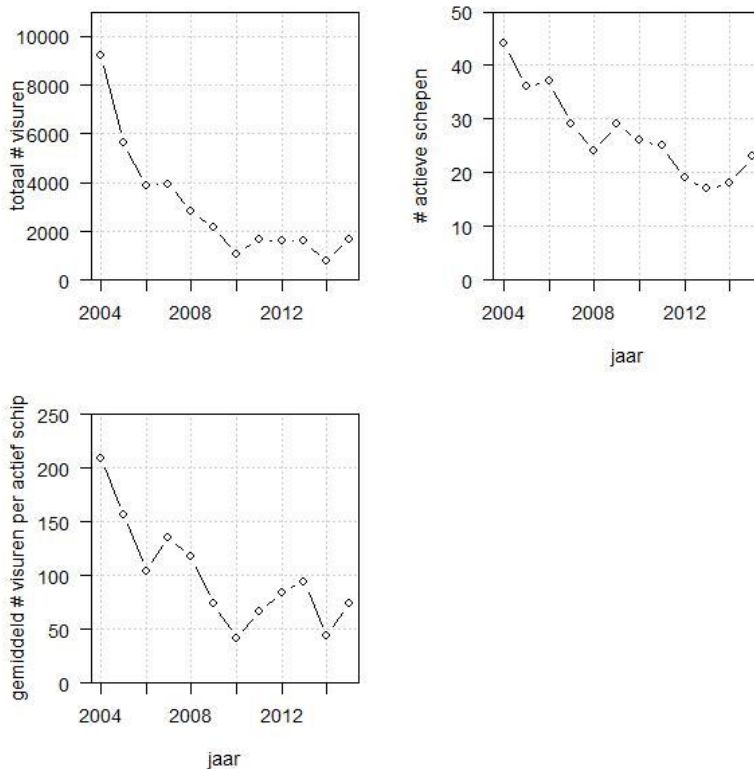 totaal # visuren
10000
8000
6000
4000
2000
0
2004 2008 2012
# actieve schepen
50
40
30
20
10
0
2004 2008 2012
jaar
gemiddeld # visuren per actief schip
250
200
150
100
50
0
2004 2008 2012
jaar